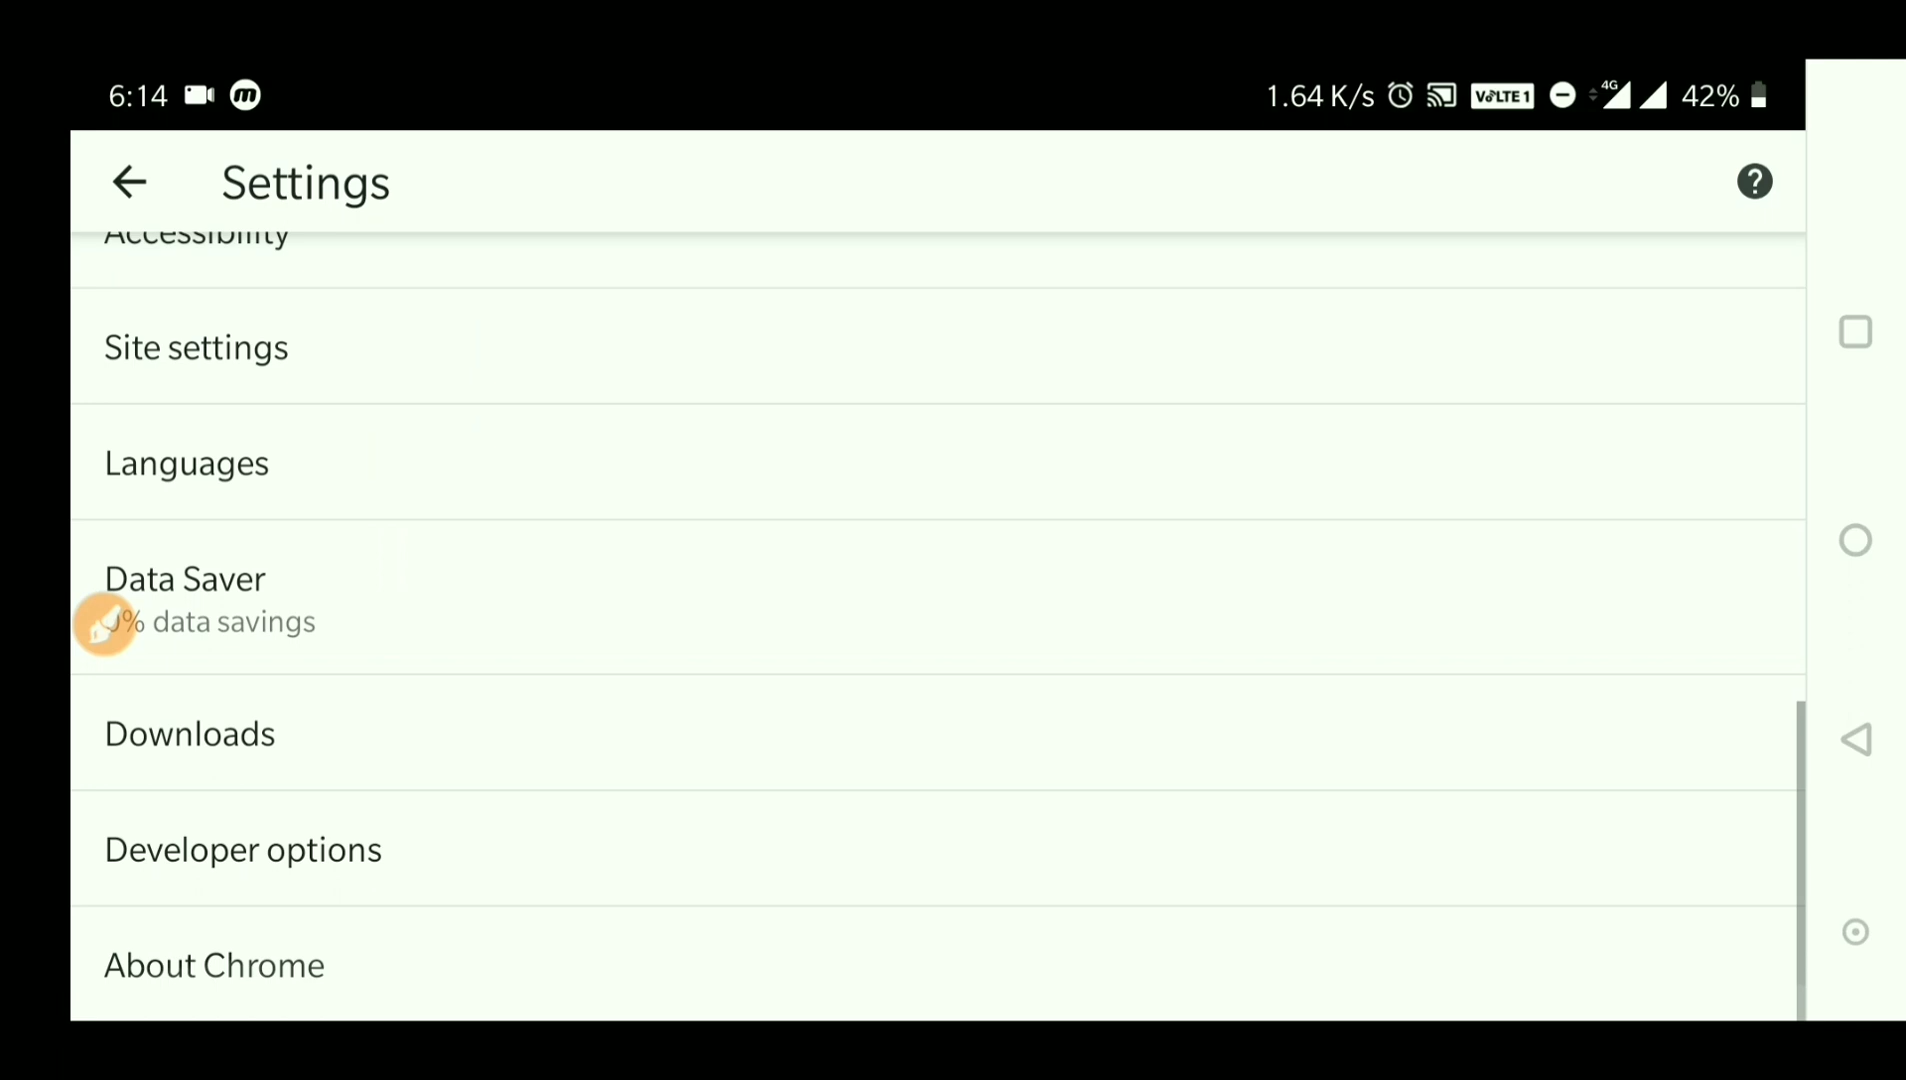 6:14
1.64 K/s VoLTE 1 4G 42%
Settings
Accessibility
Site settings
Languages
Data Saver
% data savings
Downloads
Developer options
About Chrome